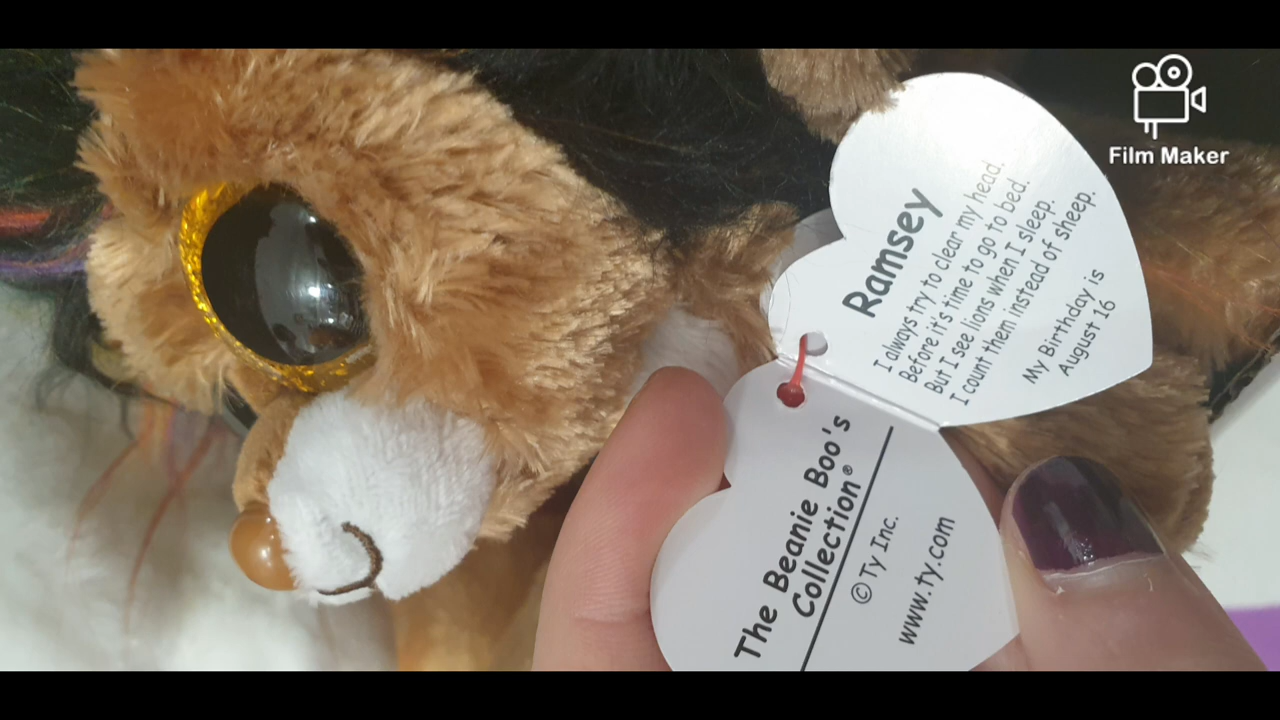 Film Maker
Ramsey
I always try to clear my head.
Before it's time to go to bed.
But I see lions when I sleep.
I count them instead of sheep.
My Birthday is
August 16
The Beanie Boo's
Collection®
© Ty Inc.
www.ty.com